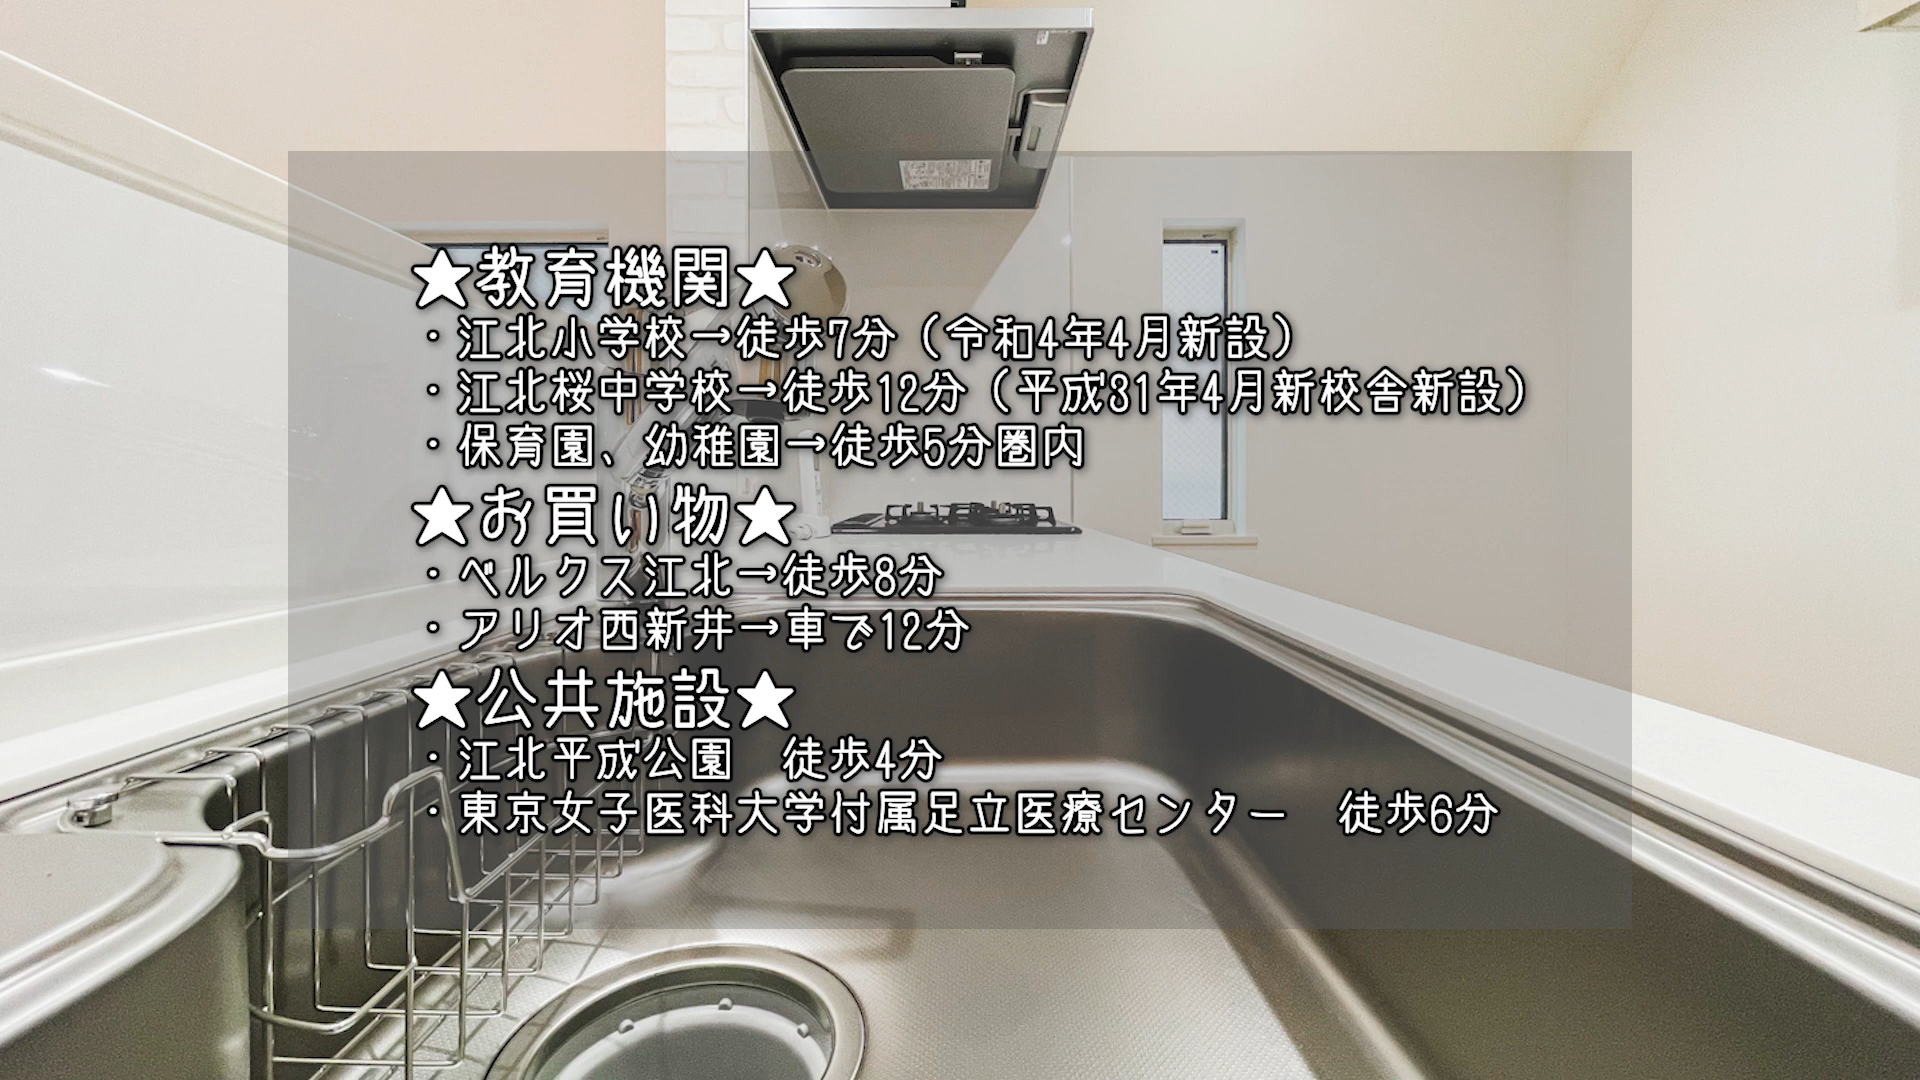 ★教育機関★
・江北小学校→徒歩7分（令和4年4月新設）
・江北桜中学校→徒歩12分（平成31年4月新校舎新設）
・保育園、幼稚園→徒歩5分圏内
★お買い物★
・ベルクス江北→徒歩8分
・アリオ西新井→車で12分
★公共施設★
・江北平成公園　徒歩4分
・東京女子医科大学付属足立医療センター　徒歩6分